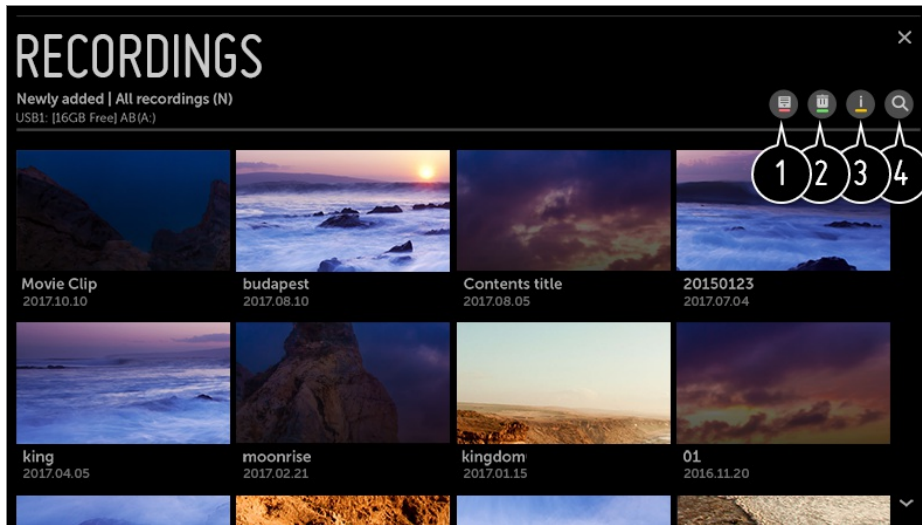 RECORDINGS
Newly added | All recordings (N)
USB1: [16GB Free] AB(A:)
1 2 3 4
Movie Clip
2017.10.10
budapest
2017.08.10
Contents title
2017.08.05
20150123
2017.07.04
king
2017.04.05
moonrise
2017.02.21
kingdom
2017.01.15
01
2016.11.20